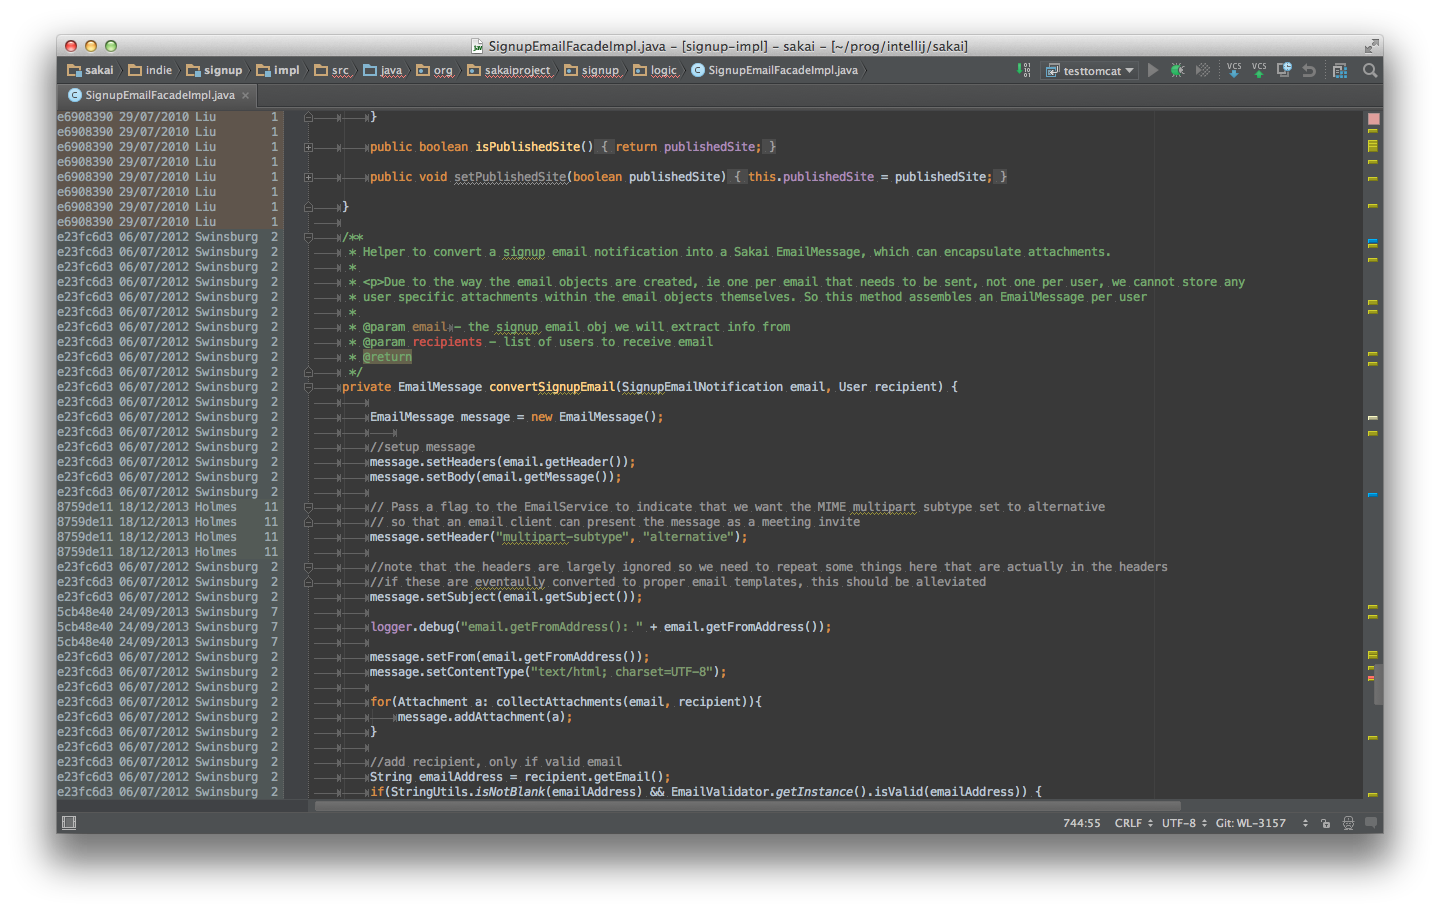 SignupEmailFacadeImpl.java – [signup-impl] – sakai – [~/prog/intellij/sakai]
sakai indie signup impl src java org sakaiproject signup logic SignupEmailFacadeImpl.java testtomcat VCS VCS
SignupEmailFacadeImpl.java
e6908390 29/07/2010 Liu 1 }
e6908390 29/07/2010 Liu 1
e6908390 29/07/2010 Liu 1 public boolean isPublishedSite() { return publishedSite; }
e6908390 29/07/2010 Liu 1
e6908390 29/07/2010 Liu 1 public void setPublishedSite(boolean publishedSite) { this.publishedSite = publishedSite; }
e6908390 29/07/2010 Liu 1
e6908390 29/07/2010 Liu 1 }
e6908390 29/07/2010 Liu 1
e23fc6d3 06/07/2012 Swinsburg 2 /**
e23fc6d3 06/07/2012 Swinsburg 2 * Helper to convert a signup email notification into a Sakai EmailMessage, which can encapsulate attachments.
e23fc6d3 06/07/2012 Swinsburg 2 *
e23fc6d3 06/07/2012 Swinsburg 2 * <p>Due to the way the email objects are created, ie one per email that needs to be sent, not one per user, we cannot store any
e23fc6d3 06/07/2012 Swinsburg 2 * user specific attachments within the email objects themselves. So this method assembles an EmailMessage per user
e23fc6d3 06/07/2012 Swinsburg 2 *
e23fc6d3 06/07/2012 Swinsburg 2 * @param email - the signup email obj we will extract info from
e23fc6d3 06/07/2012 Swinsburg 2 * @param recipients - list of users to receive email
e23fc6d3 06/07/2012 Swinsburg 2 * @return
e23fc6d3 06/07/2012 Swinsburg 2 */
e23fc6d3 06/07/2012 Swinsburg 2 private EmailMessage convertSignupEmail(SignupEmailNotification email, User recipient) {
e23fc6d3 06/07/2012 Swinsburg 2
e23fc6d3 06/07/2012 Swinsburg 2 EmailMessage message = new EmailMessage();
e23fc6d3 06/07/2012 Swinsburg 2
e23fc6d3 06/07/2012 Swinsburg 2 //setup message
e23fc6d3 06/07/2012 Swinsburg 2 message.setHeaders(email.getHeader());
e23fc6d3 06/07/2012 Swinsburg 2 message.setBody(email.getMessage());
e23fc6d3 06/07/2012 Swinsburg 2
8759de11 18/12/2013 Holmes 11 // Pass a flag to the EmailService to indicate that we want the MIME multipart subtype set to alternative
8759de11 18/12/2013 Holmes 11 // so that an email client can present the message as a meeting invite
8759de11 18/12/2013 Holmes 11 message.setHeader("multipart-subtype", "alternative");
8759de11 18/12/2013 Holmes 11
e23fc6d3 06/07/2012 Swinsburg 2 //note that the headers are largely ignored so we need to repeat some things here that are actually in the headers
e23fc6d3 06/07/2012 Swinsburg 2 //if these are eventaully converted to proper email templates, this should be alleviated
e23fc6d3 06/07/2012 Swinsburg 2 message.setSubject(email.getSubject());
5cb48e40 24/09/2013 Swinsburg 7
5cb48e40 24/09/2013 Swinsburg 7 logger.debug("email.getFromAddress(): " + email.getFromAddress());
5cb48e40 24/09/2013 Swinsburg 7
e23fc6d3 06/07/2012 Swinsburg 2 message.setFrom(email.getFromAddress());
e23fc6d3 06/07/2012 Swinsburg 2 message.setContentType("text/html; charset=UTF-8");
e23fc6d3 06/07/2012 Swinsburg 2
e23fc6d3 06/07/2012 Swinsburg 2 for(Attachment a: collectAttachments(email, recipient)){
e23fc6d3 06/07/2012 Swinsburg 2 message.addAttachment(a);
e23fc6d3 06/07/2012 Swinsburg 2 }
e23fc6d3 06/07/2012 Swinsburg 2
e23fc6d3 06/07/2012 Swinsburg 2 //add recipient, only if valid email
e23fc6d3 06/07/2012 Swinsburg 2 String emailAddress = recipient.getEmail();
e23fc6d3 06/07/2012 Swinsburg 2 if(StringUtils.isNotBlank(emailAddress) && EmailValidator.getInstance().isValid(emailAddress)) {
744:55 CRLF UTF-8 Git: WL-3157